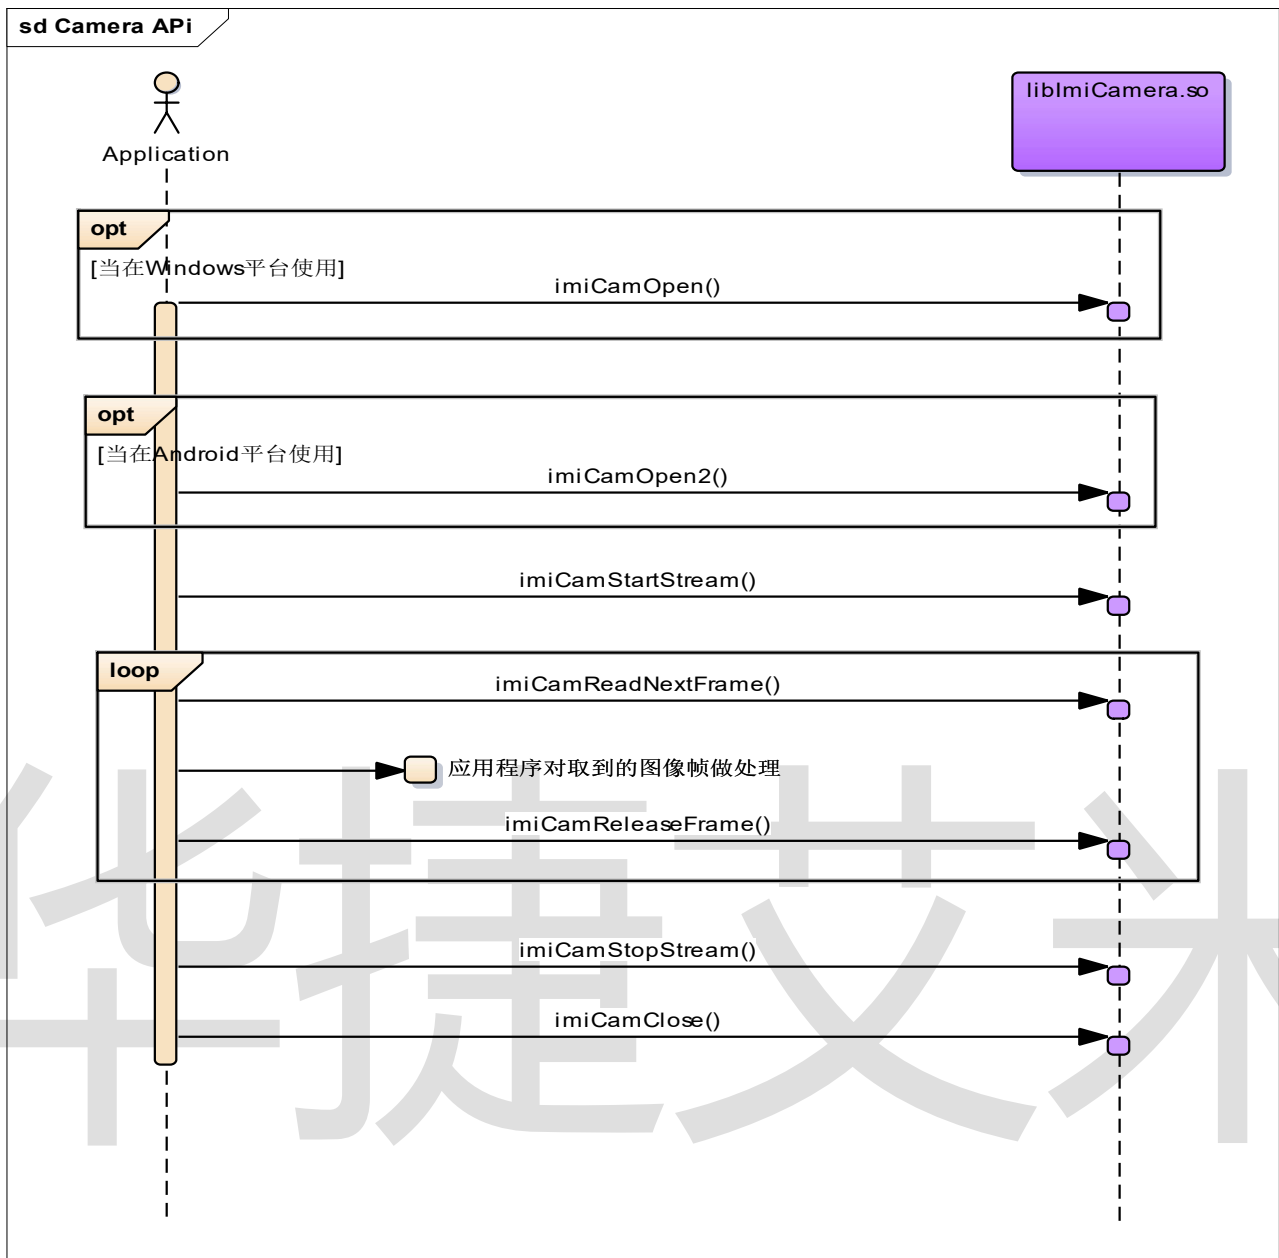 sd Camera APi
Application
libImiCamera.so
opt
[当在Windows平台使用]
imiCamOpen()
opt
[当在Android平台使用]
imiCamOpen2()
imiCamStartStream()
loop
imiCamReadNextFrame()
应用程序对取到的图像帧做处理
imiCamReleaseFrame()
imiCamStopStream()
imiCamClose()
华捷艾米